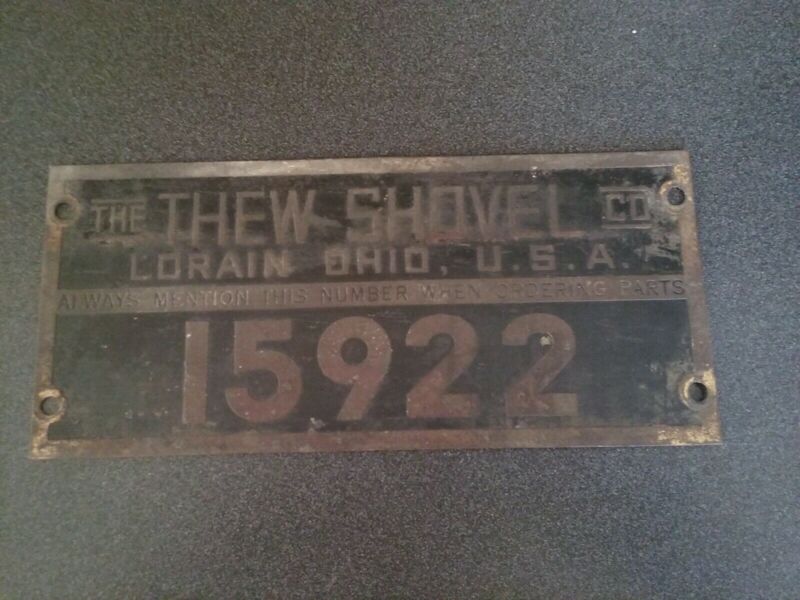 THE THEW SHOVEL CO
LORAIN OHIO, U.S.A.
ALWAYS MENTION THIS NUMBER WHEN ORDERING PARTS
15922